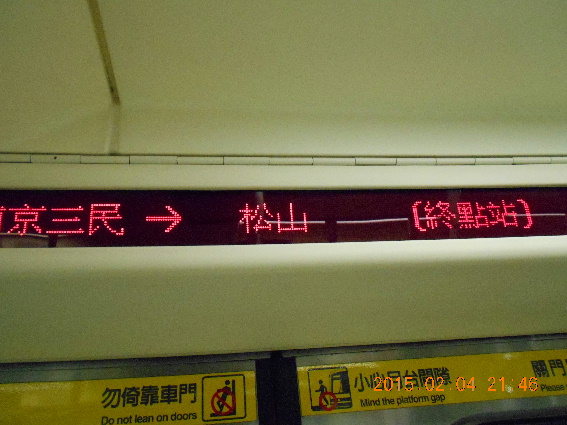 京三民 → 松山 〔終點站〕
勿倚靠車門
Do not lean on doors
小心月台間隙
Mind the platform gap
關門
Please
2015 02 04 21 46